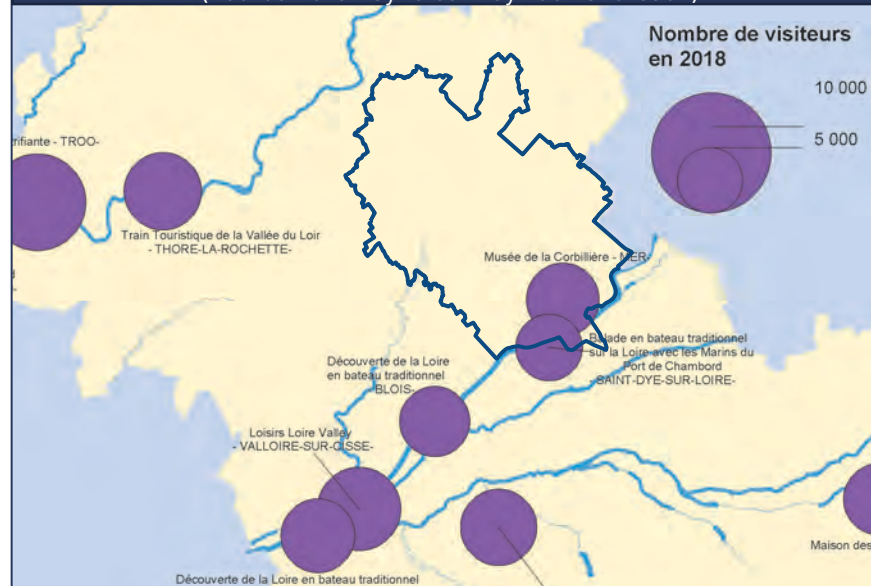 Nombre de visiteurs
en 2018
10 000
5 000
- TROO-
Train Touristique de la Vallée du Loir
- THORE-LA-ROCHETTE-
Musée de la Corbillière - MER-
Balade en bateau traditionnel
sur la Loire avec les Marins du
Port de Chambord
-SAINT-DYE-SUR-LOIRE-
Découverte de la Loire
en bateau traditionnel
-BLOIS-
Loisirs Loire Valley
- VALLOIRE-SUR-CISSE-
Maison des
Découverte de la Loire en bateau traditionnel